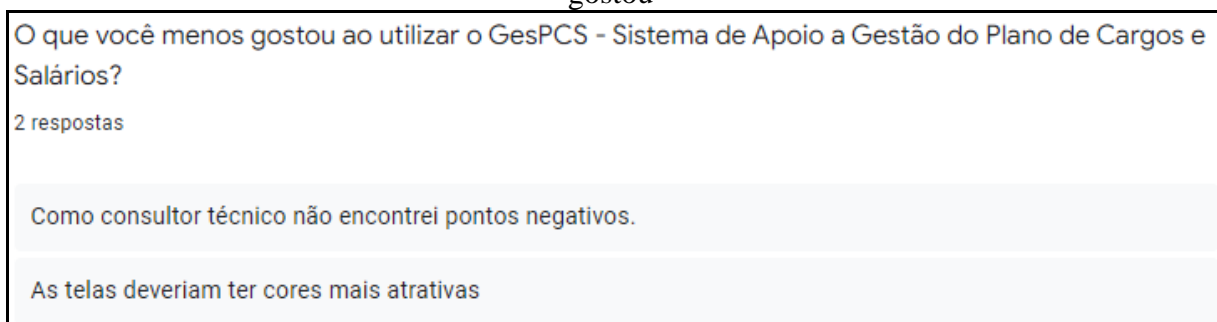 gostou
O que você menos gostou ao utilizar o GesPCS - Sistema de Apoio a Gestão do Plano de Cargos e
Salários?
2 respostas
Como consultor técnico não encontrei pontos negativos.
As telas deveriam ter cores mais atrativas